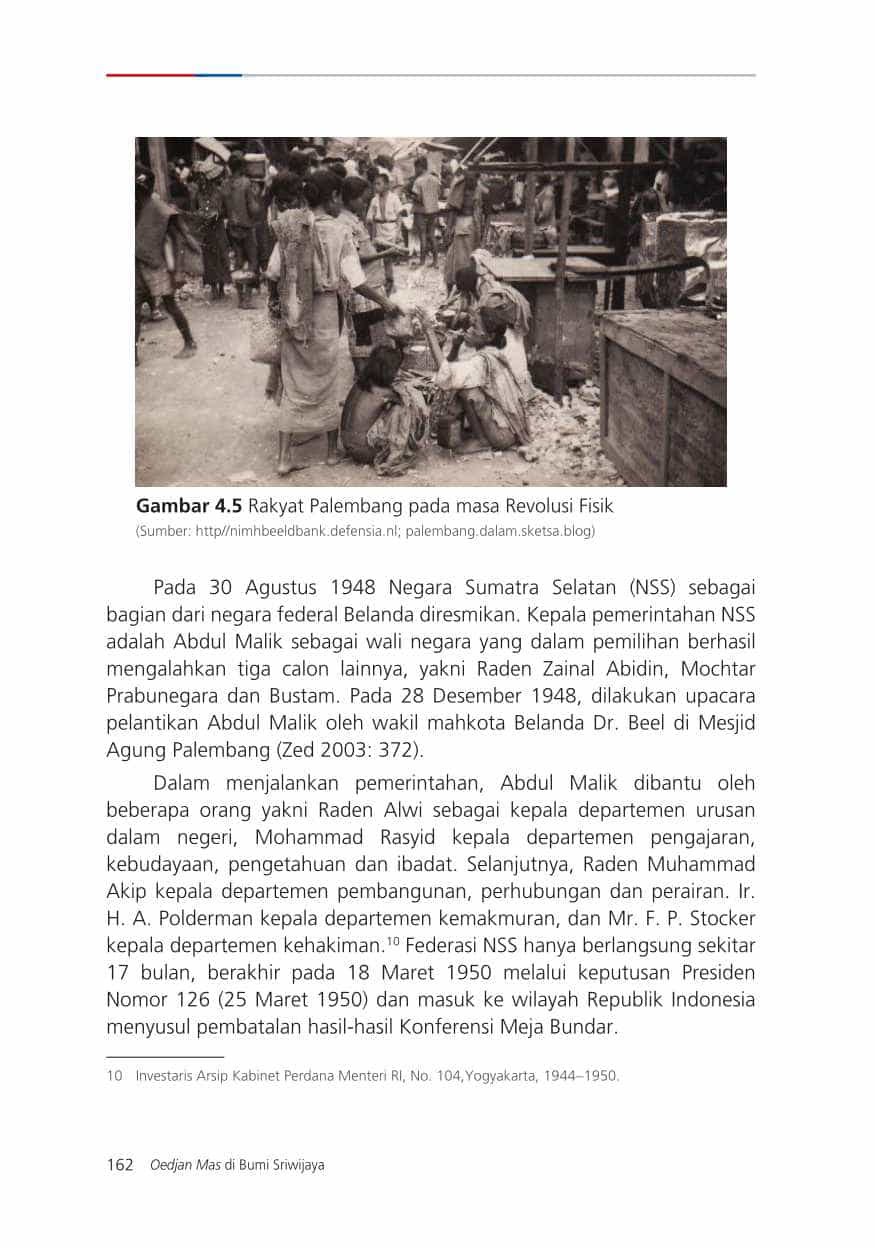 Gambar 4.5 Rakyat Palembang pada masa Revolusi Fisik
(Sumber: http//nimhbeeldbank.defensia.nl; palembang.dalam.sketsa.blog)
Pada 30 Agustus 1948 Negara Sumatra Selatan (NSS) sebagai
bagian dari negara federal Belanda diresmikan. Kepala pemerintahan NSS
adalah Abdul Malik sebagai wali negara yang dalam pemilihan berhasil
mengalahkan tiga calon lainnya, yakni Raden Zainal Abidin, Mochtar
Prabunegara dan Bustam. Pada 28 Desember 1948, dilakukan upacara
pelantikan Abdul Malik oleh wakil mahkota Belanda Dr. Beel di Mesjid
Agung Palembang (Zed 2003: 372).
Dalam menjalankan pemerintahan, Abdul Malik dibantu oleh
beberapa orang yakni Raden Alwi sebagai kepala departemen urusan
dalam negeri, Mohammad Rasyid kepala departemen pengajaran,
kebudayaan, pengetahuan dan ibadat. Selanjutnya, Raden Muhammad
Akip kepala departemen pembangunan, perhubungan dan perairan. Ir.
H. A. Polderman kepala departemen kemakmuran, dan Mr. F. P. Stocker
kepala departemen kehakiman.¹⁰ Federasi NSS hanya berlangsung sekitar
17 bulan, berakhir pada 18 Maret 1950 melalui keputusan Presiden
Nomor 126 (25 Maret 1950) dan masuk ke wilayah Republik Indonesia
menyusul pembatalan hasil-hasil Konferensi Meja Bundar.
10 Investaris Arsip Kabinet Perdana Menteri RI, No. 104,Yogyakarta, 1944–1950.
162 Oedjan Mas di Bumi Sriwijaya